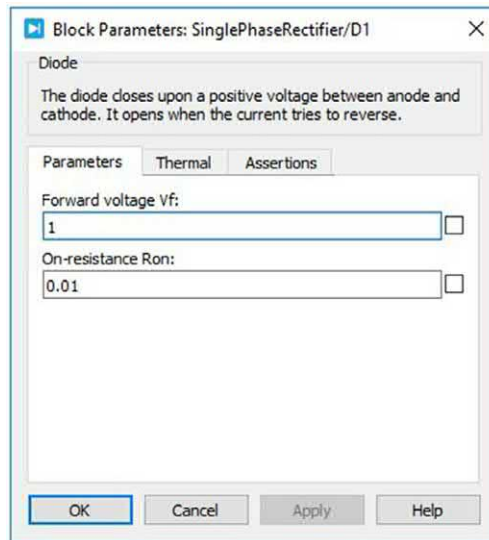 Block Parameters: SinglePhaseRectifier/D1
Diode
The diode closes upon a positive voltage between anode and
cathode. It opens when the current tries to reverse.
Parameters Thermal Assertions
Forward voltage Vf:
1
On-resistance Ron:
0.01
OK Cancel Apply Help